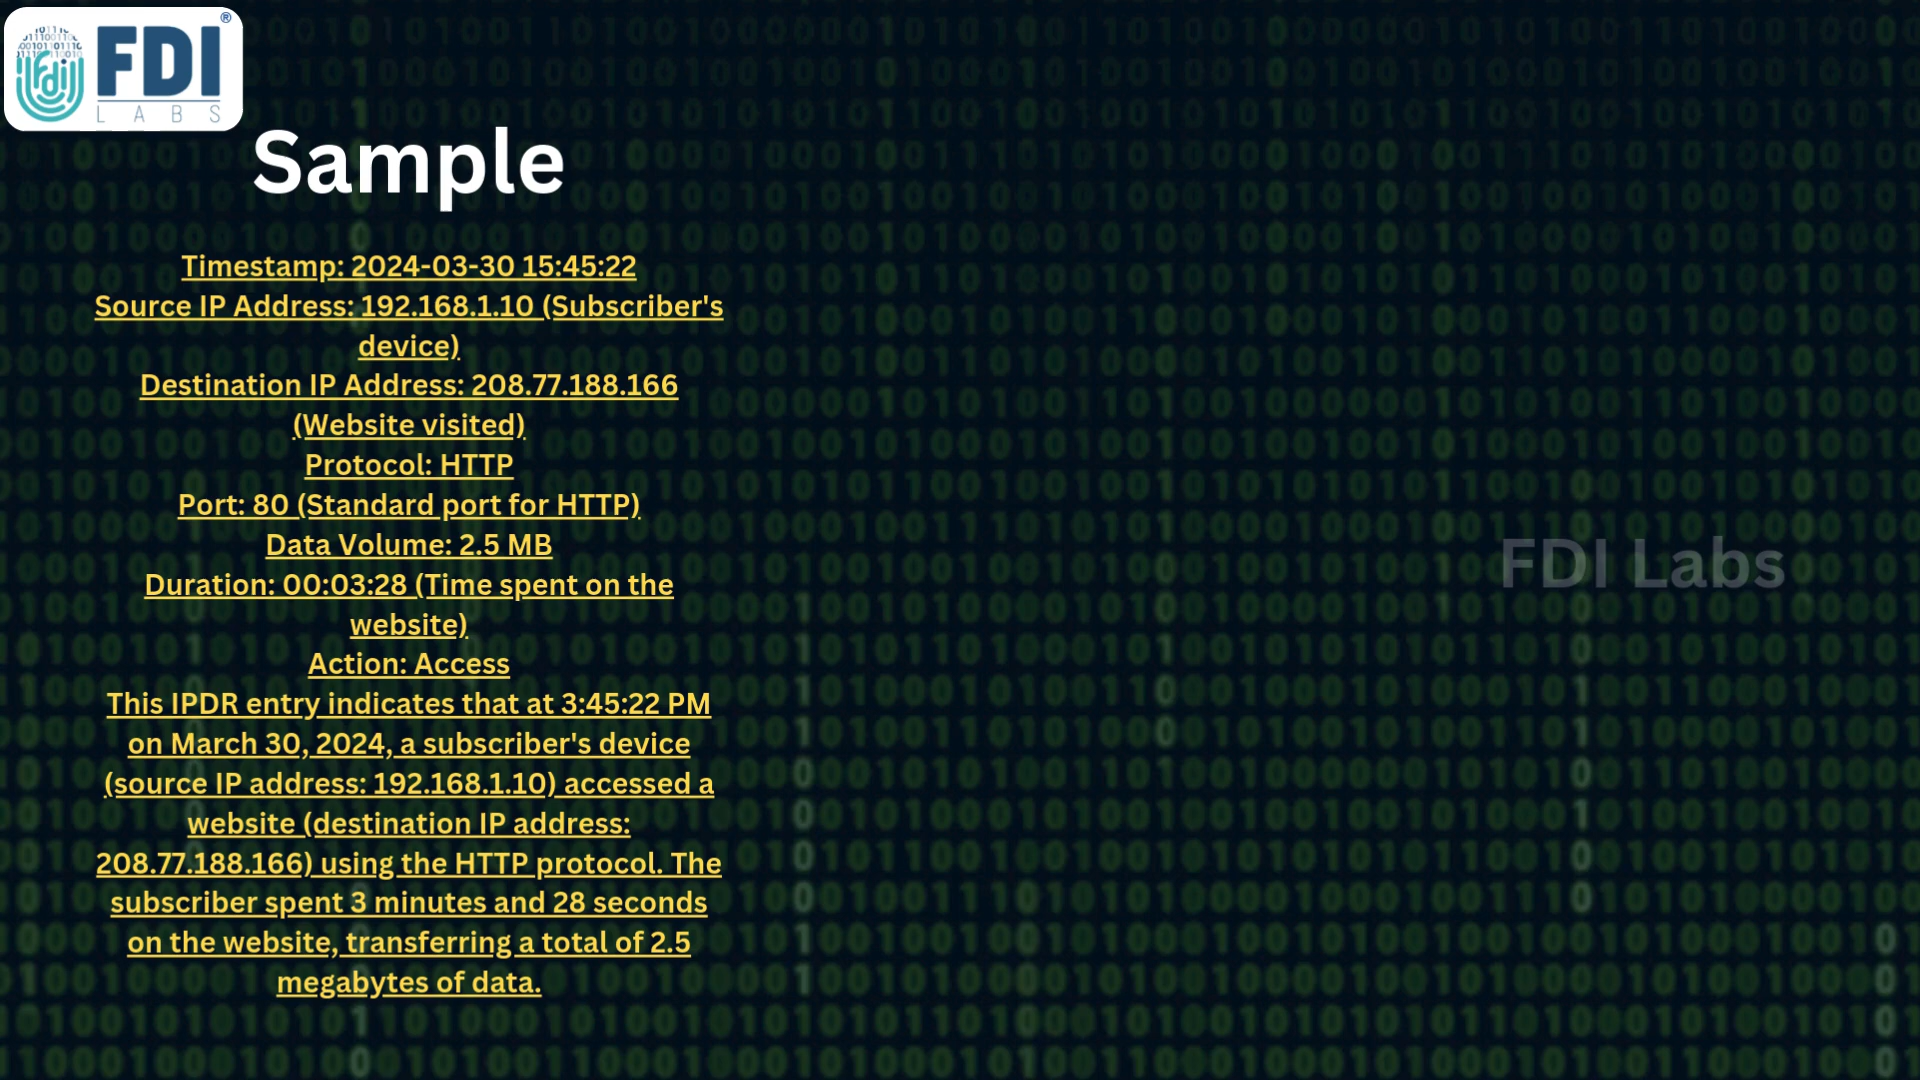 FDI®
LABS
Sample
Timestamp: 2024-03-30 15:45:22
Source IP Address: 192.168.1.10 (Subscriber's
device)
Destination IP Address: 208.77.188.166
(Website visited)
Protocol: HTTP
Port: 80 (Standard port for HTTP)
Data Volume: 2.5 MB
Duration: 00:03:28 (Time spent on the
website)
Action: Access
This IPDR entry indicates that at 3:45:22 PM
on March 30, 2024, a subscriber's device
(source IP address: 192.168.1.10) accessed a
website (destination IP address:
208.77.188.166) using the HTTP protocol. The
subscriber spent 3 minutes and 28 seconds
on the website, transferring a total of 2.5
megabytes of data.
FDI Labs